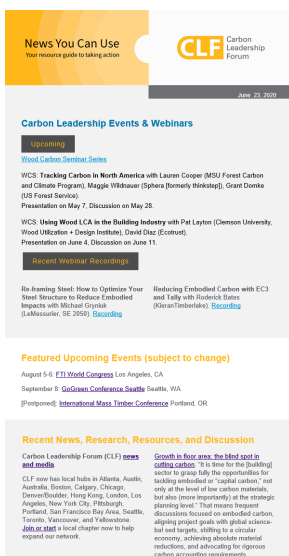 News You Can Use
Your resource guide to taking action
CLF
Carbon
Leadership
Forum
June 23, 2020
Carbon Leadership Events & Webinars
Upcoming
Wood Carbon Seminar Series
WCS: Tracking Carbon in North America with Lauren Cooper (MSU Forest Carbon
and Climate Program), Maggie Wildnauer (Sphera [formerly thinkstep]), Grant Domke
(US Forest Service).
Presentation on May 7, Discussion on May 28.
WCS: Using Wood LCA in the Building Industry with Pat Layton (Clemson University,
Wood Utilization + Design Institute), David Diaz (Ecotrust).
Presentation on June 4, Discussion on June 11.
Recent Webinar Recordings
Re-framing Steel: How to Optimize Your
Steel Structure to Reduce Embodied
Impacts with Michael Gryniuk
(LeMessurier, SE 2050). Recording
Reducing Embodied Carbon with EC3
and Tally with Roderick Bates
(KieranTimberlake). Recording
Featured Upcoming Events (subject to change)
August 5-6: FTI World Congress Los Angeles, CA
September 8: GoGreen Conference Seattle Seattle, WA
[Postponed]: International Mass Timber Conference Portland, OR
Recent News, Research, Resources, and Discussion
Carbon Leadership Forum (CLF) news
and media.
CLF now has local hubs in Atlanta, Austin,
Australia, Boston, Calgary, Chicago,
Denver/Boulder, Hong Kong, London, Los
Angeles, New York City, Pittsburgh,
Portland, San Francisco Bay Area, Seattle,
Toronto, Vancouver, and Yellowstone.
Join or start a local chapter now to help
expand our network.
Growth in floor area: the blind spot in
cutting carbon. "It is time for the [building]
sector to grasp fully the opportunities for
tackling embodied or "capital carbon," not
only at the level of low carbon materials,
but also (more importantly) at the strategic
planning level." That means frequent
discussions focused on embodied carbon,
aligning project goals with global science-
bat sed targets, shifting to a circular
economy, achieving absolute material
reductions, and advocating for rigorous
carbon accounting requirements